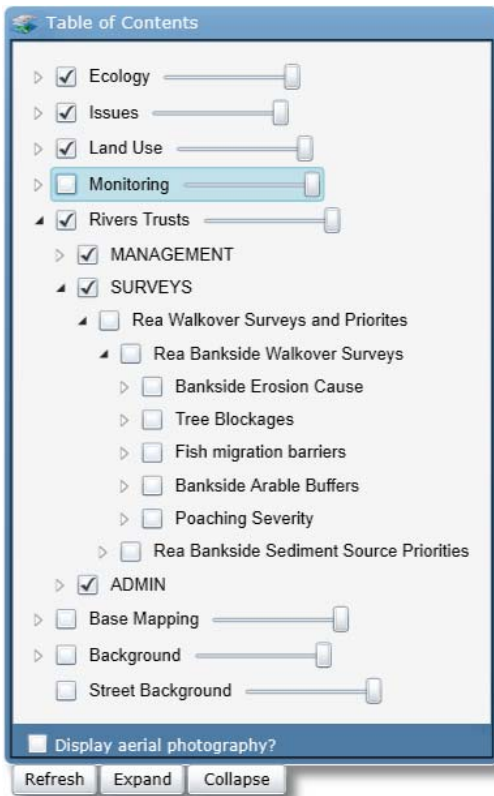 Table of Contents
Ecology
Issues
Land Use
Monitoring
Rivers Trusts
MANAGEMENT
SURVEYS
Rea Walkover Surveys and Priorites
Rea Bankside Walkover Surveys
Bankside Erosion Cause
Tree Blockages
Fish migration barriers
Bankside Arable Buffers
Poaching Severity
Rea Bankside Sediment Source Priorities
ADMIN
Base Mapping
Background
Street Background
Display aerial photography?
Refresh Expand Collapse